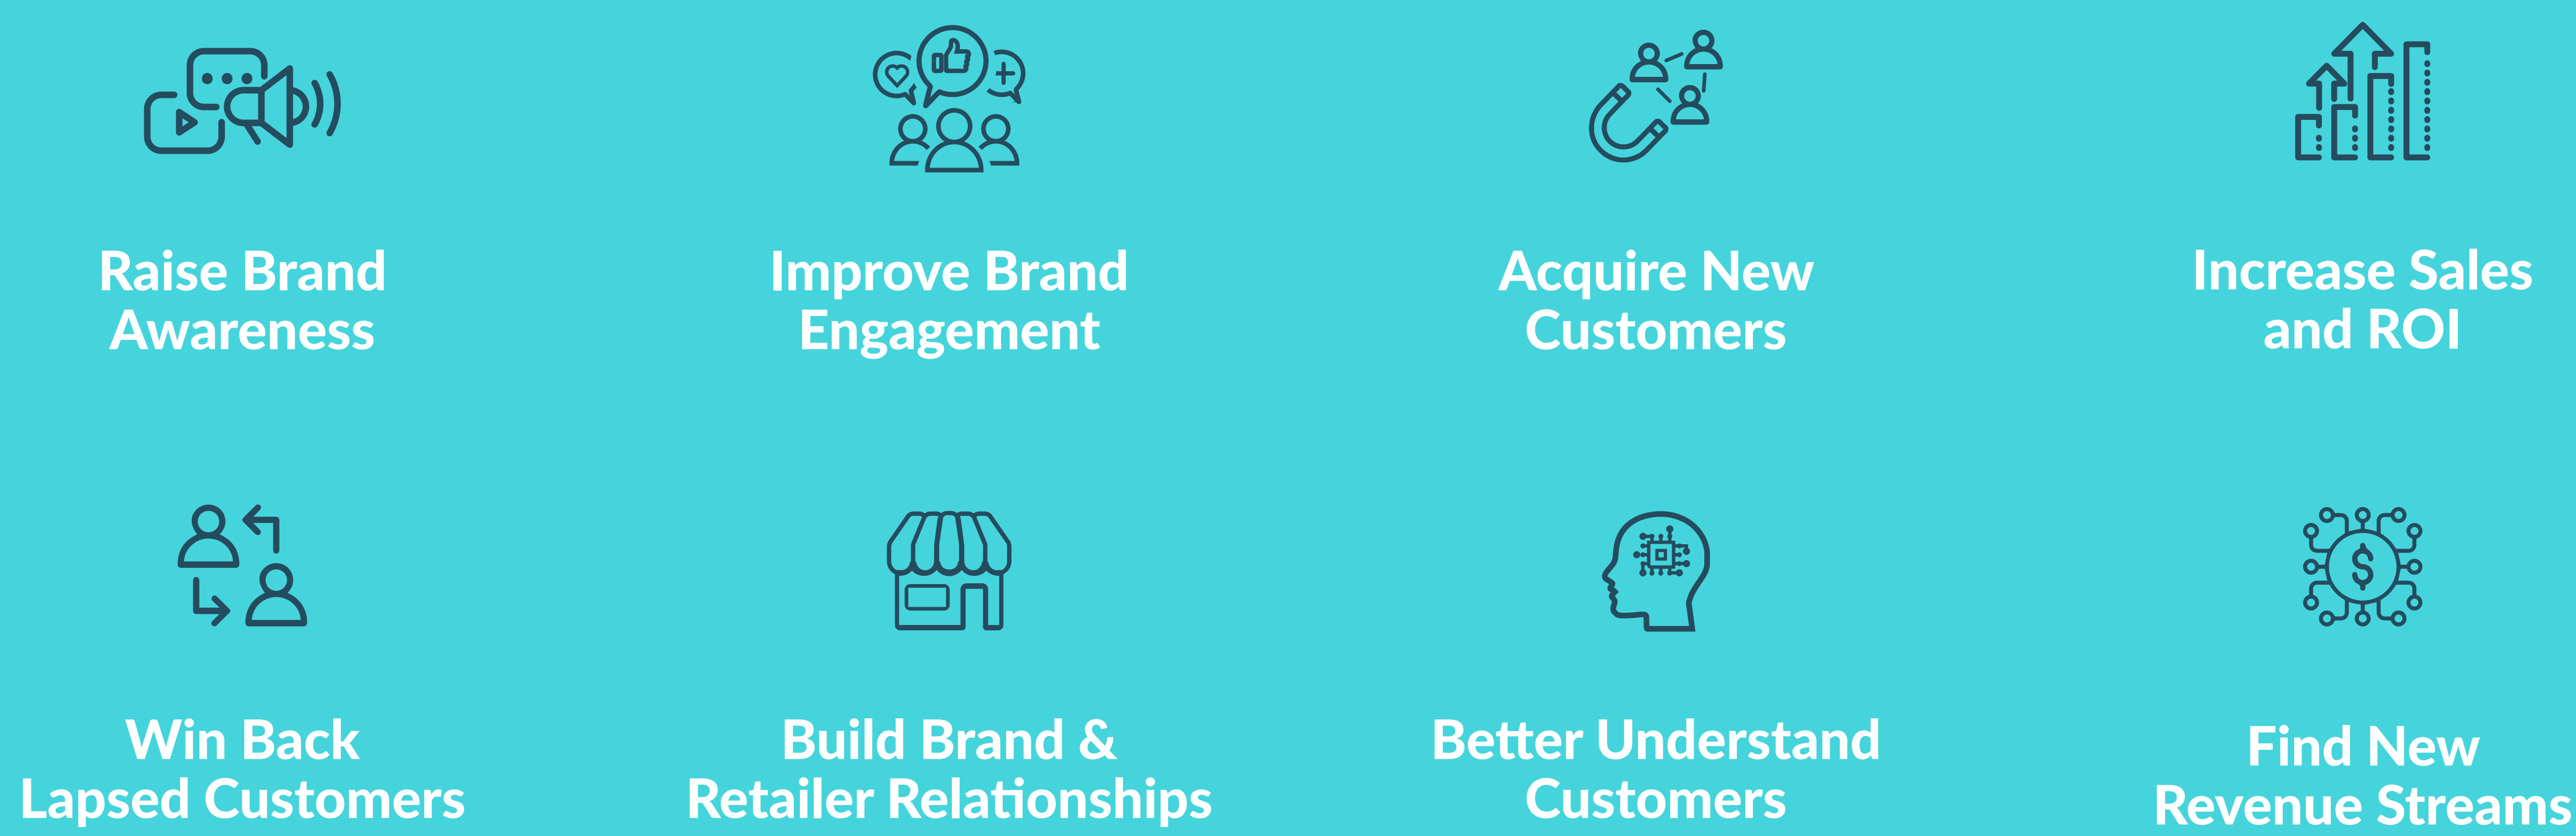 Raise Brand
Awareness
Improve Brand
Engagement
Acquire New
Customers
Increase Sales
and ROI
Win Back
Lapsed Customers
Build Brand &
Retailer Relationships
Better Understand
Customers
Find New
Revenue Streams